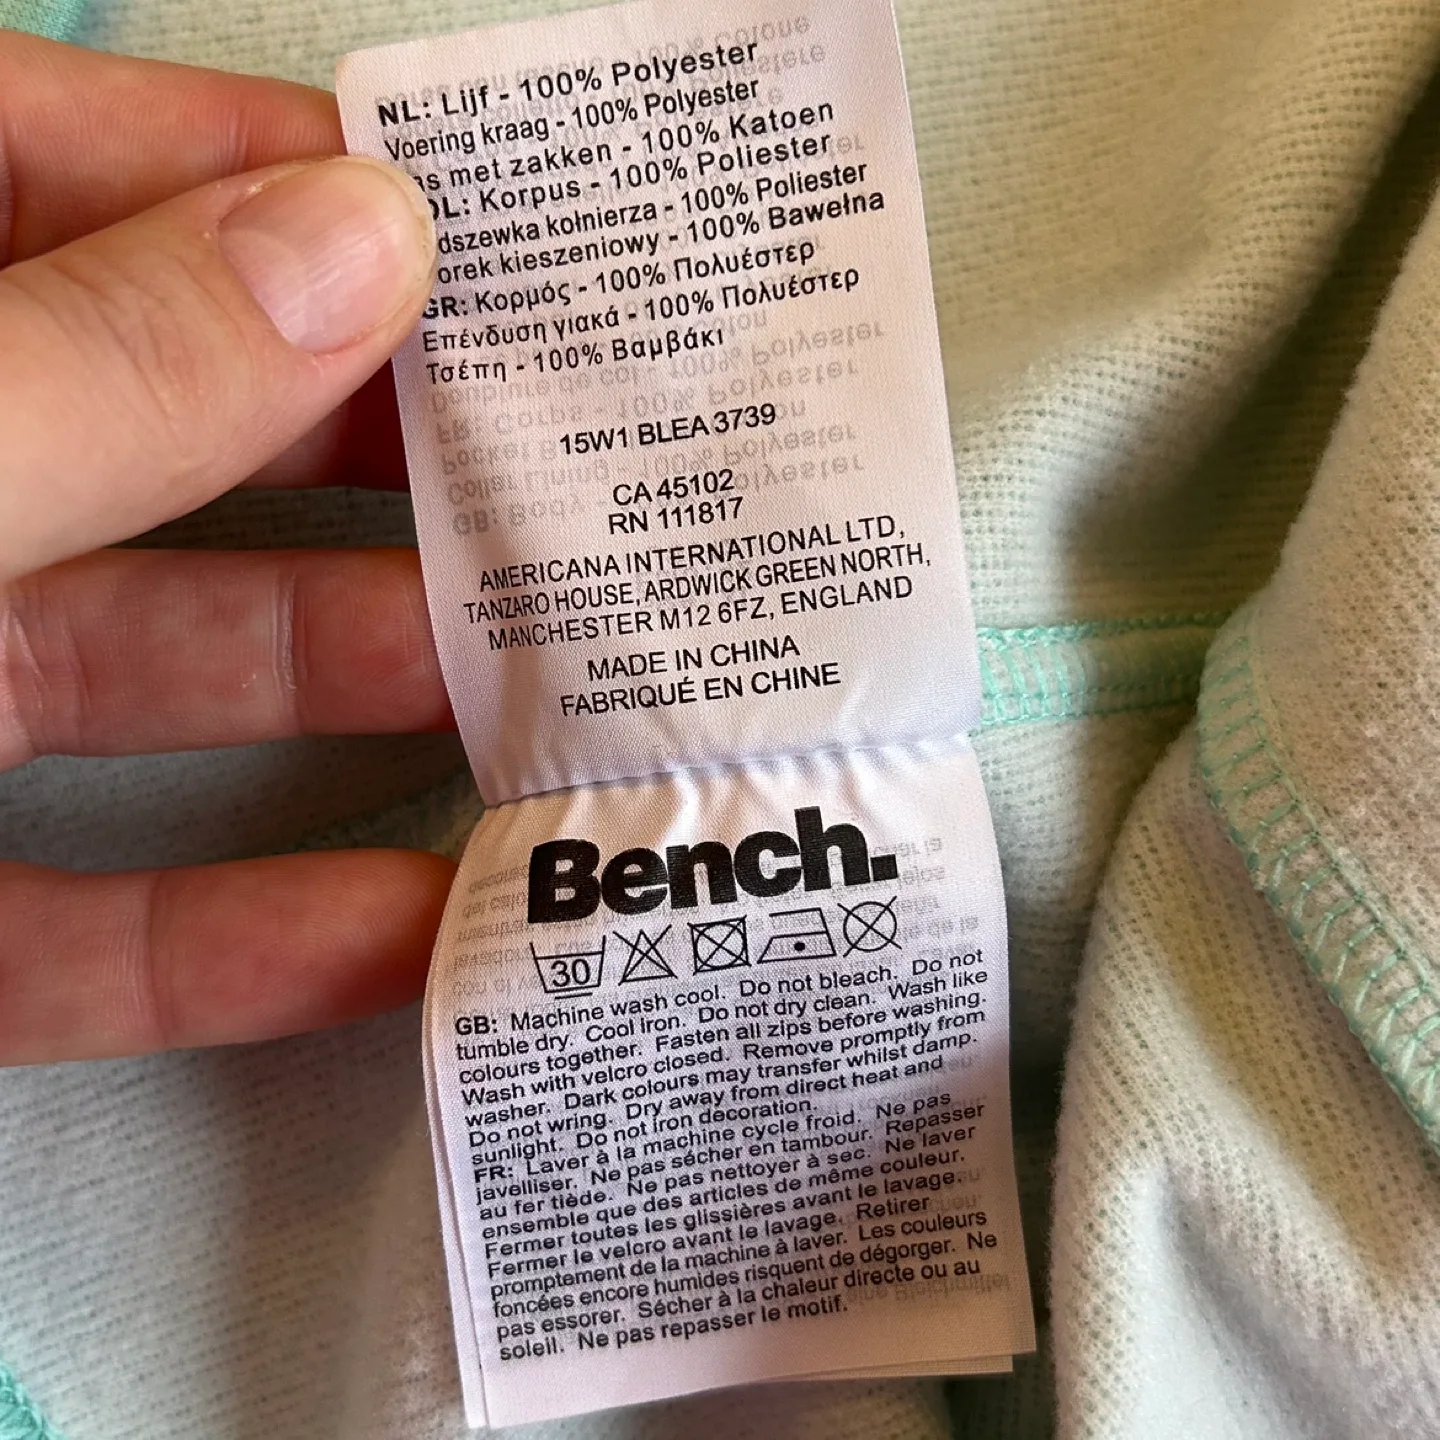 NL: Lijf - 100% Polyester
Voering kraag - 100% Polyester
met zakken - 100% Katoen
Korpus - 100% Poliester
kołnierza - 100% Poliester
kieszeniowy - 100% Bawełna
GR: Κορμός - 100% Πολυέστερ
Επένδυση γιακά - 100% Πολυέστερ
Τσέπη - 100% Βαμβάκι
15W1 BLEA 3739
CA 45102
RN 111817
AMERICANA INTERNATIONAL LTD,
TANZARO HOUSE, ARDWICK GREEN NORTH,
MANCHESTER M12 6FZ, ENGLAND
MADE IN CHINA
FABRIQUÉ EN CHINE
Bench.
30
GB: Machine wash cool. Do not bleach. Do not
tumble dry. Cool iron. Do not dry clean. Wash like
colours together. Fasten all zips before washing.
Wash with velcro closed. Remove promptly from
washer. Dark colours may transfer whilst damp.
Do not wring. Dry away from direct heat and
sunlight. Do not iron decoration.
FR: Laver à la machine cycle froid. Ne pas
javelliser. Ne pas sécher en tambour. Repasser
au fer tiède. Ne pas nettoyer à sec. Ne laver
ensemble que des articles de même couleur.
Fermer toutes les glissières avant le lavage.
Fermer le velcro avant le lavage. Retirer
promptement de la machine à laver. Les couleurs
foncées encore humides risquent de dégorger. Ne
pas essorer. Sécher à la chaleur directe ou au
soleil. Ne pas repasser le motif.